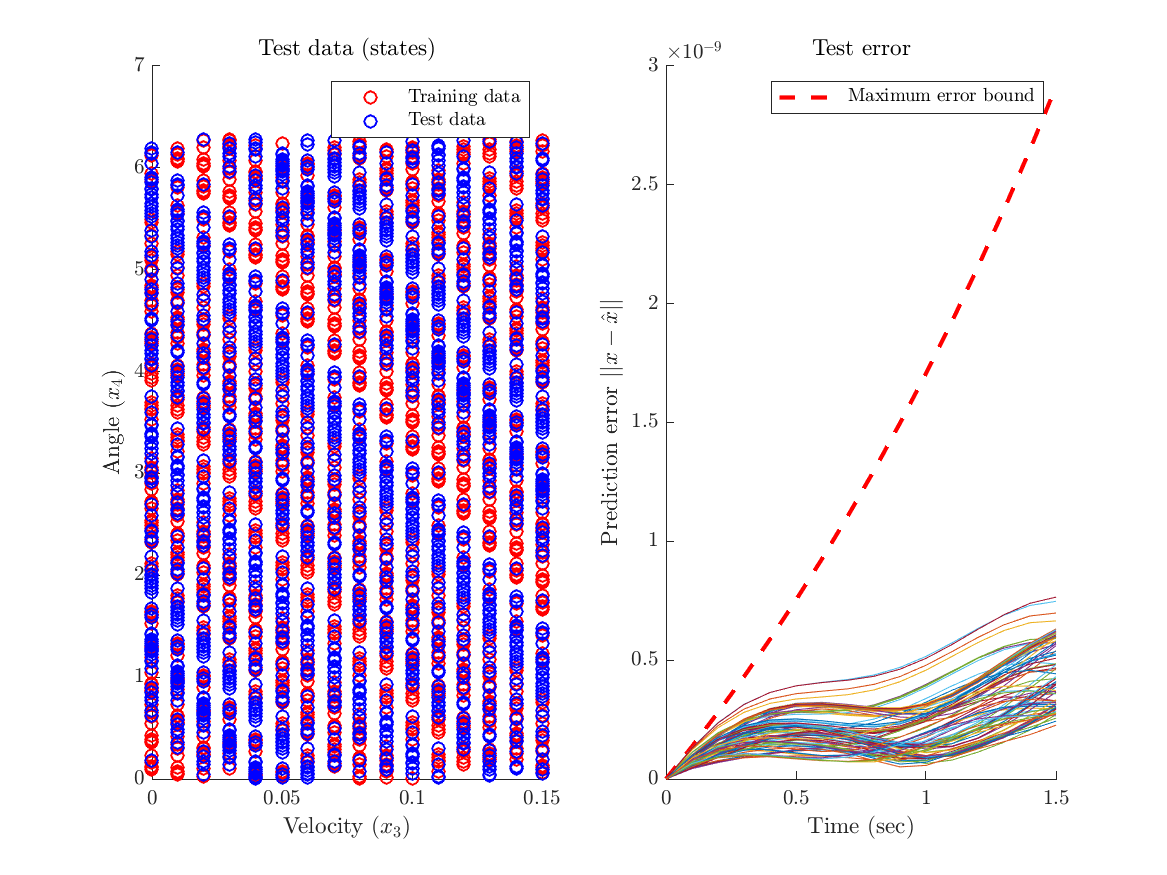 Test data (states)
Training data
Test data
7
6
5
4
3
2
1
0
Angle (x₄)
0 0.05 0.1 0.15
Velocity (x₃)
Test error
×10⁻⁹
Maximum error bound
3
2.5
2
1.5
1
0.5
0
Prediction error ||x − x̂||
0 0.5 1 1.5
Time (sec)